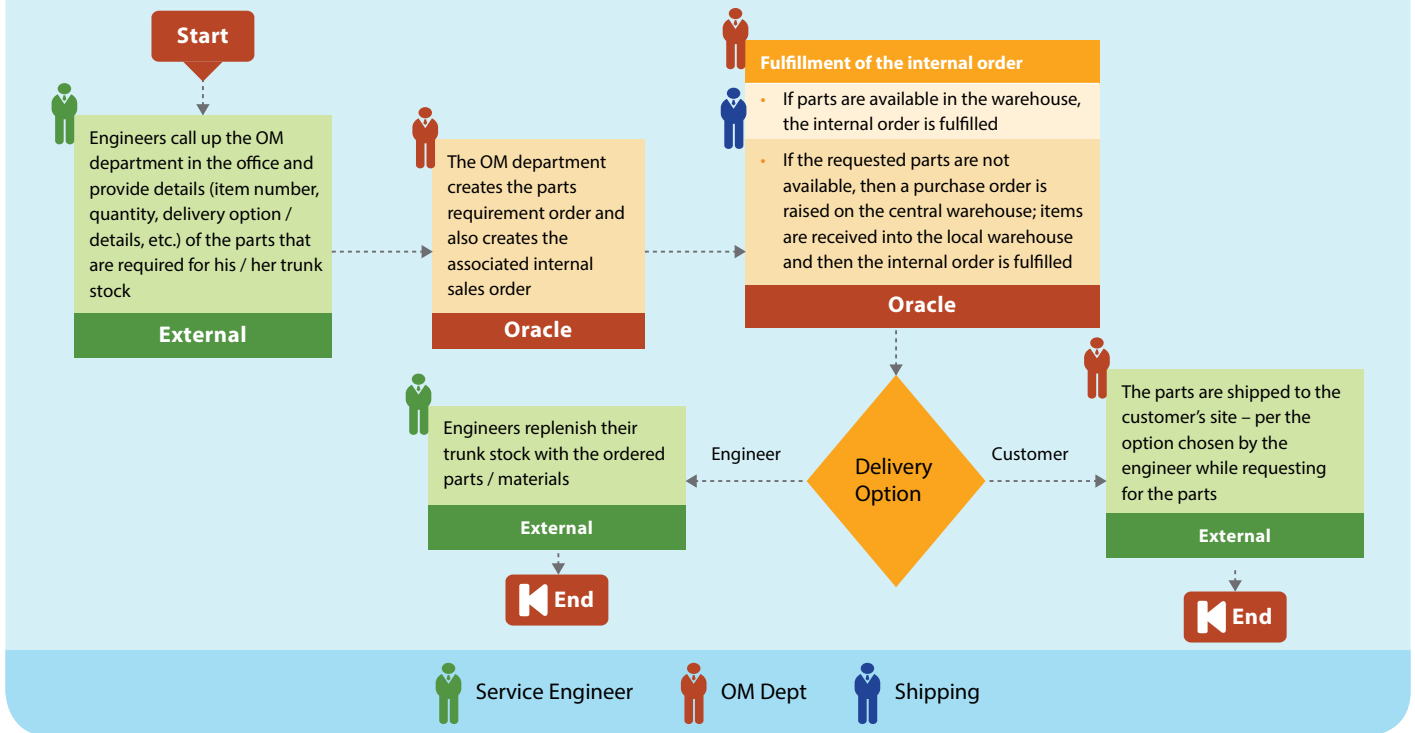 Start
Engineers call up the OM
department in the office and
provide details (item number,
quantity, delivery option /
details, etc.) of the parts that
are required for his / her trunk
stock
External
The OM department
creates the parts
requirement order and
also creates the
associated internal
sales order
Oracle
Fulfillment of the internal order
• If parts are available in the warehouse,
the internal order is fulfilled
• If the requested parts are not
available, then a purchase order is
raised on the central warehouse; items
are received into the local warehouse
and then the internal order is fulfilled
Oracle
Delivery
Option
Engineer
Customer
Engineers replenish their
trunk stock with the ordered
parts / materials
External
End
The parts are shipped to the
customer’s site – per the
option chosen by the
engineer while requesting
for the parts
External
End
Service Engineer
OM Dept
Shipping